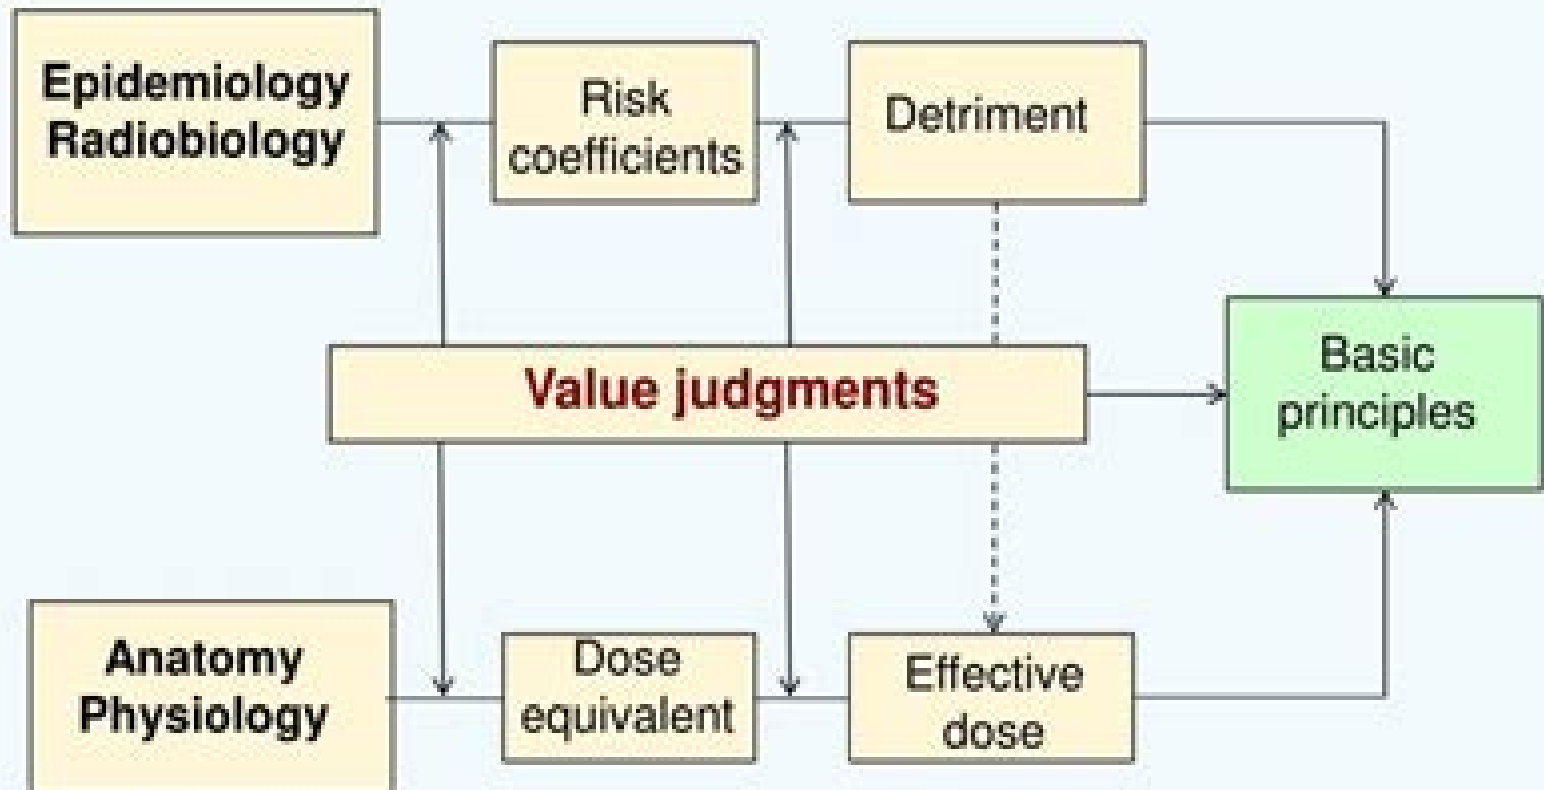 Epidemiology
Radiobiology
Risk
coefficients
Detriment
Value judgments
Basic
principles
Anatomy
Physiology
Dose
equivalent
Effective
dose